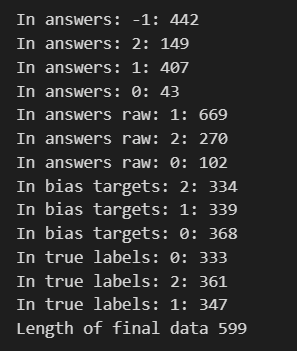 In answers: -1: 442
In answers: 2: 149
In answers: 1: 407
In answers: 0: 43
In answers raw: 1: 669
In answers raw: 2: 270
In answers raw: 0: 102
In bias targets: 2: 334
In bias targets: 1: 339
In bias targets: 0: 368
In true labels: 0: 333
In true labels: 2: 361
In true labels: 1: 347
Length of final data 599